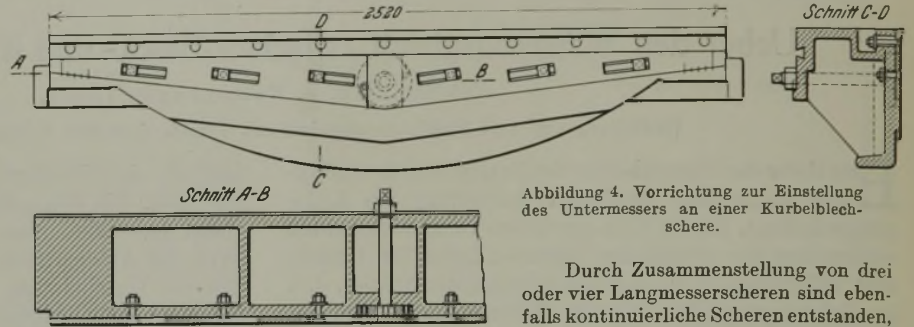 2520
D
Schnitt C-D
A
B
C
Schnitt A-B
Abbildung 4. Vorrichtung zur Einstellung
des Untermessers an einer Kurbelblech-
schere.
Durch Zusammenstellung von drei
oder vier Langmesserscheren sind eben-
falls kontinuierliche Scheren entstanden,